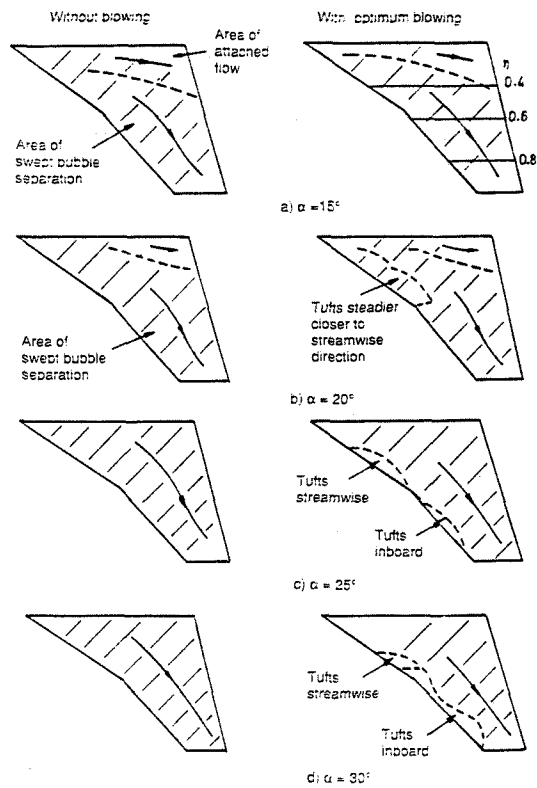 Without blowing
With optimum blowing
Area of
attached
flow
Area of
swept bubble
separation
η
0.4
0.6
0.8
a) α = 15°
Area of
swept bubble
separation
Tufts steadier
closer to
streamwise
direction
b) α = 20°
Tufts
streamwise
Tufts
inboard
c) α = 25°
Tufts
streamwise
Tufts
inboard
d) α = 30°